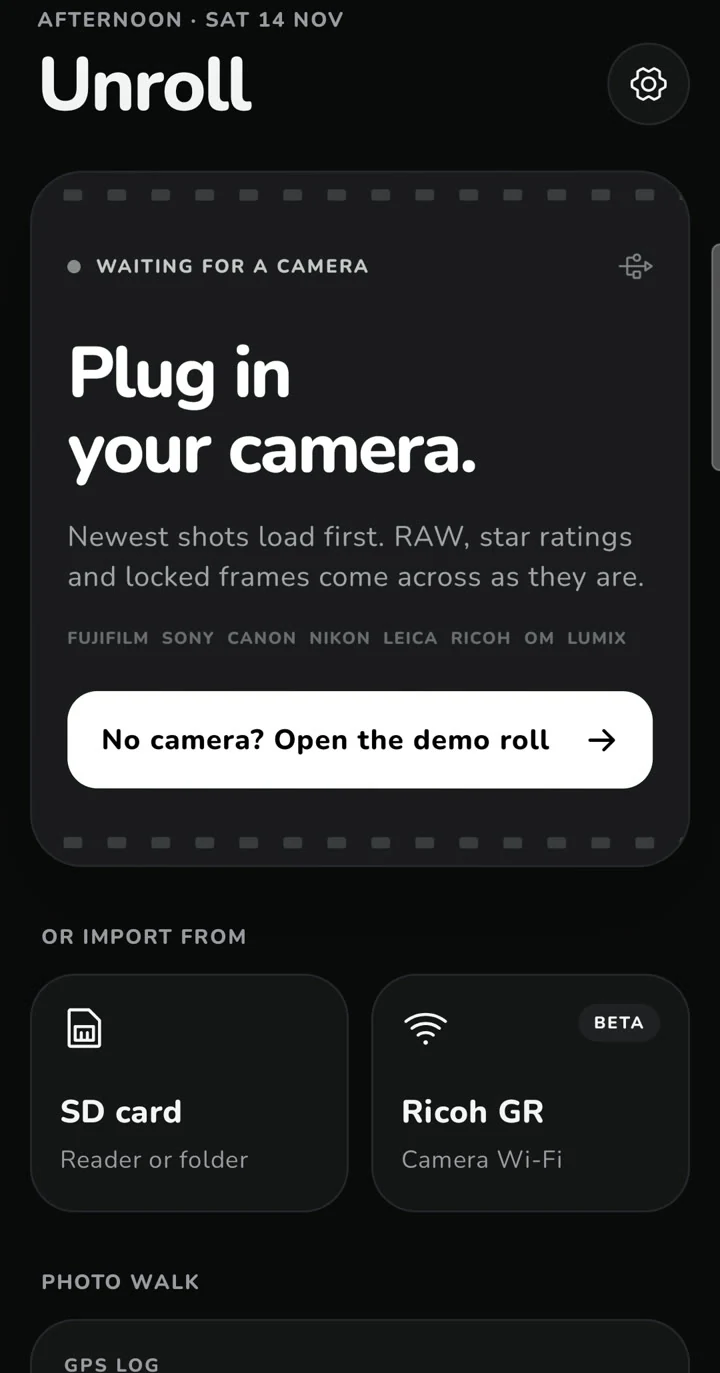 AFTERNOON · SAT 14 NOV
Unroll
WAITING FOR A CAMERA
Plug in
your camera.
Newest shots load first. RAW, star ratings
and locked frames come across as they are.
FUJIFILM SONY CANON NIKON LEICA RICOH OM LUMIX
No camera? Open the demo roll
OR IMPORT FROM
BETA
SD card
Reader or folder
Ricoh GR
Camera Wi-Fi
PHOTO WALK
GPS LOG